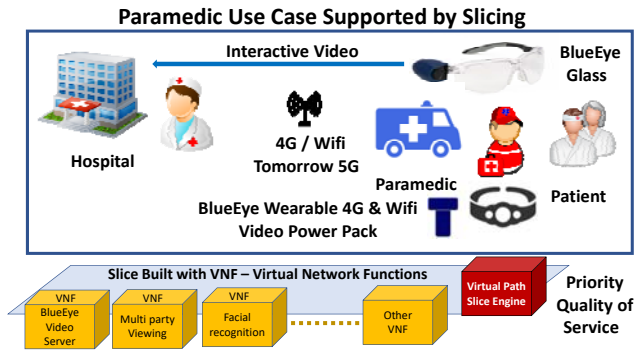 Paramedic Use Case Supported by Slicing
Interactive Video
BlueEye
Glass
Hospital
4G / Wifi
Tomorrow 5G
Paramedic
Patient
BlueEye Wearable 4G & Wifi
Video Power Pack
Slice Built with VNF – Virtual Network Functions
Virtual Path
Slice Engine
Priority
Quality of
Service
VNF
BlueEye
Video
Server
VNF
Multi party
Viewing
VNF
Facial
recognition
Other
VNF